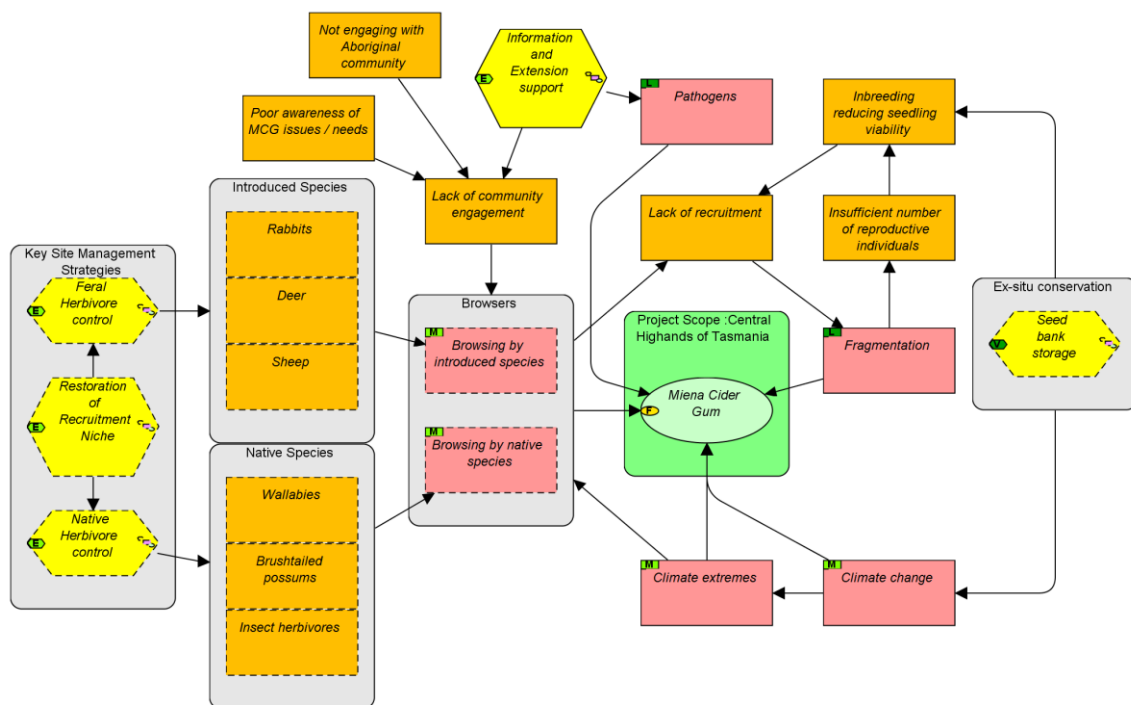 Not engaging with
Aboriginal
community
Information
and
Extension
support
E
L
Pathogens
Inbreeding
reducing seedling
viability
Poor awareness of
MCG issues / needs
Introduced Species
Rabbits
Deer
Sheep
Lack of community
engagement
Lack of recruitment
Insufficient number
of reproductive
individuals
Key Site Management
Strategies
Feral
Herbivore
control
E
Restoration
of
Recruitment
Niche
E
Native
Herbivore
control
E
Browsers
M
Browsing by
introduced species
M
Browsing by native
species
Project Scope :Central
Highands of Tasmania
Miena Cider
Gum
F
L
Fragmentation
Ex-situ conservation
Seed
bank
storage
V
Native Species
Wallabies
Brushtailed
possums
Insect herbivores
M
Climate extremes
M
Climate change